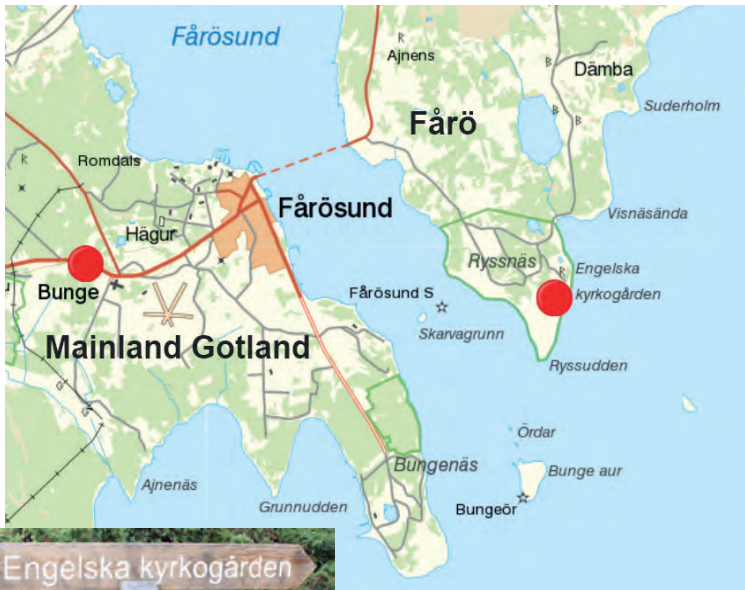 Fårösund
Ajnens
Dämba
Fårö
Suderholm
Romdals
Fårösund
Visnäsända
Hägur
Ryssnäs
Engelska
kyrkogården
Bunge
Fårösund S
Skarvagrunn
Mainland Gotland
Ryssudden
Ördar
Bungenäs
Bunge aur
Ajnenäs
Grunnudden
Bungeör
Engelska kyrkogården